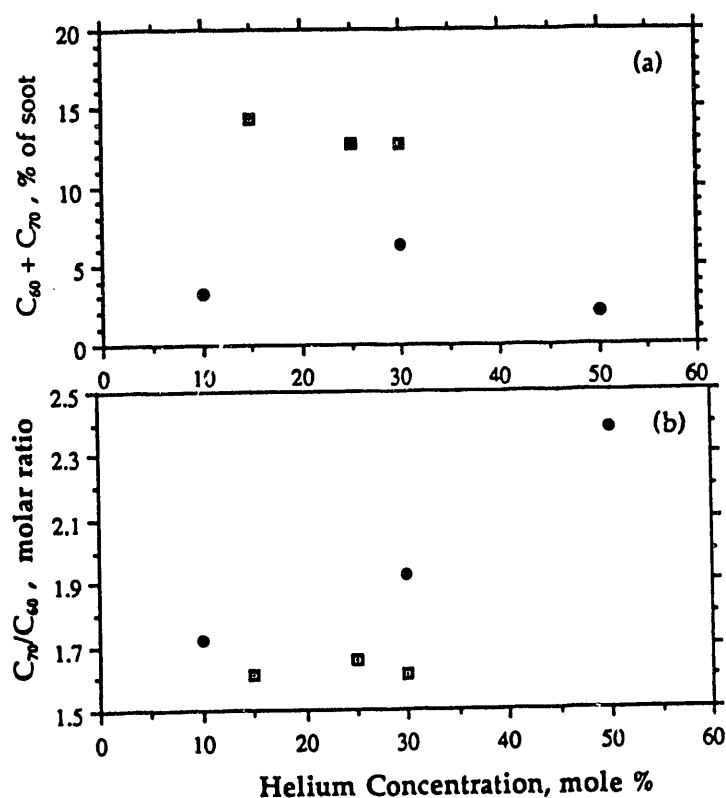 20
15
10
5
0
C₆₀ + C₇₀ , % of soot
(a)
0 10 20 30 40 50 60
2.5
2.3
2.1
1.9
1.7
1.5
C₇₀/C₆₀ , molar ratio
(b)
0 10 20 30 40 50 60
Helium Concentration, mole %